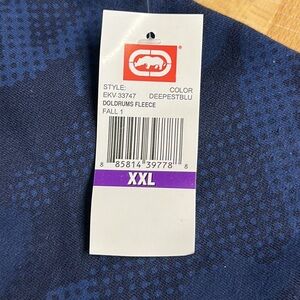 STYLE: COLOR
EKV 33747 DEEPESTBLU
DOLDRUMS FLEECE
FALL 1
8 85814 39778 8
XXL